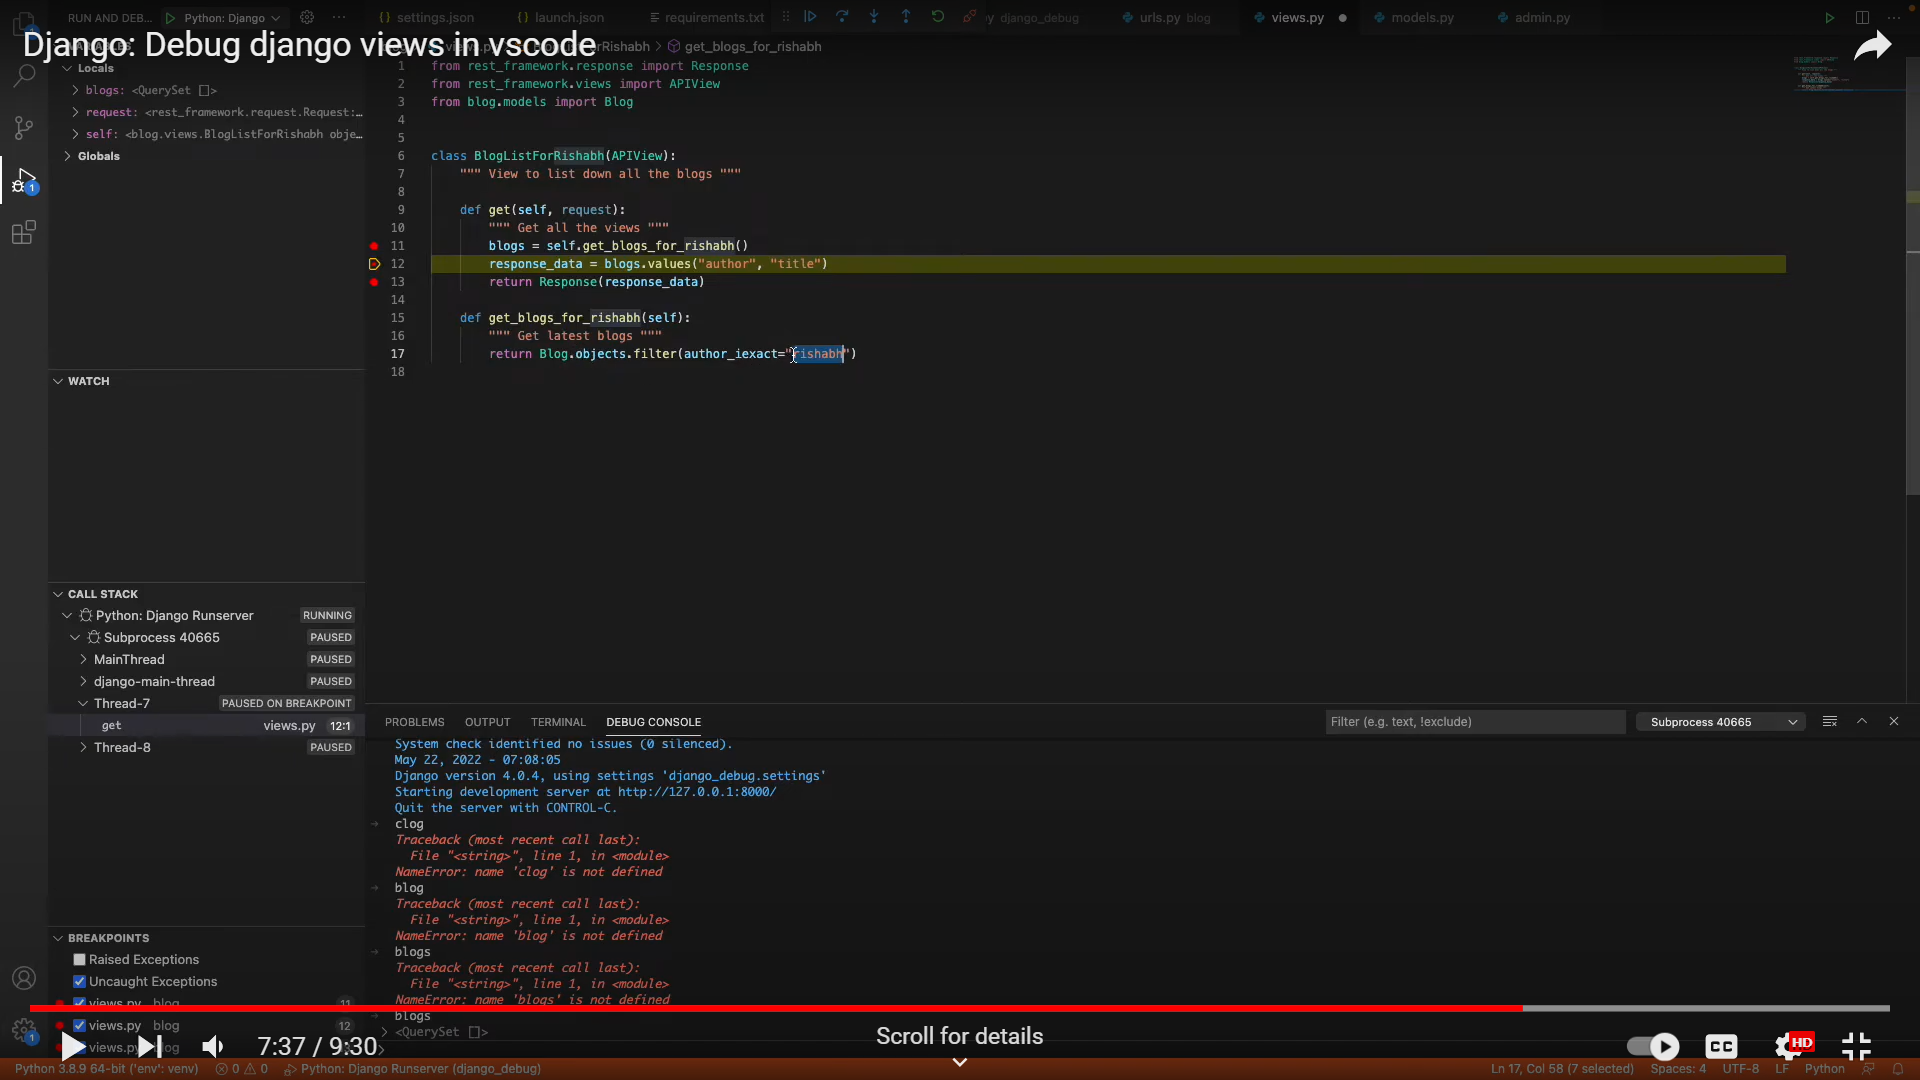 RUN AND DEB...
Python: Django
settings.json
launch.json
requirements.txt
django_debug
urls.py blog
views.py
models.py
admin.py
Django: Debug django views in vscode
get_blogs_for_rishabh
Locals
blogs: <QuerySet []>
request: <rest_framework.request.Request:...
self: <blog.views.BlogListForRishabh obje...
Globals
1 from rest_framework.response import Response
2 from rest_framework.views import APIView
3 from blog.models import Blog
4
5
6 class BlogListForRishabh(APIView):
7 """ View to list down all the blogs """
8
9 def get(self, request):
10 """ Get all the views """
11 blogs = self.get_blogs_for_rishabh()
12 response_data = blogs.values("author", "title")
13 return Response(response_data)
14
15 def get_blogs_for_rishabh(self):
16 """ Get latest blogs """
17 return Blog.objects.filter(author_iexact="rishabh")
18
WATCH
CALL STACK
Python: Django Runserver RUNNING
Subprocess 40665 PAUSED
MainThread PAUSED
django-main-thread PAUSED
Thread-7 PAUSED ON BREAKPOINT
get views.py 12:1
Thread-8 PAUSED
BREAKPOINTS
Raised Exceptions
Uncaught Exceptions
views.py blog 11
views.py blog 12
views.py
PROBLEMS OUTPUT TERMINAL DEBUG CONSOLE
Filter (e.g. text, !exclude)
Subprocess 40665
System check identified no issues (0 silenced).
May 22, 2022 - 07:08:05
Django version 4.0.4, using settings 'django_debug.settings'
Starting development server at http://127.0.0.1:8000/
Quit the server with CONTROL-C.
clog
Traceback (most recent call last):
File "<string>", line 1, in <module>
NameError: name 'clog' is not defined
blog
Traceback (most recent call last):
File "<string>", line 1, in <module>
NameError: name 'blog' is not defined
blogs
Traceback (most recent call last):
File "<string>", line 1, in <module>
NameError: name 'blogs' is not defined
blogs
<QuerySet []>
7:37 / 9:30
Scroll for details
CC
HD
Python 3.8.9 64-bit ('env': venv)
0 0
Python: Django Runserver (django_debug)
Ln 17, Col 58 (7 selected)
Spaces: 4
UTF-8
LF
Python